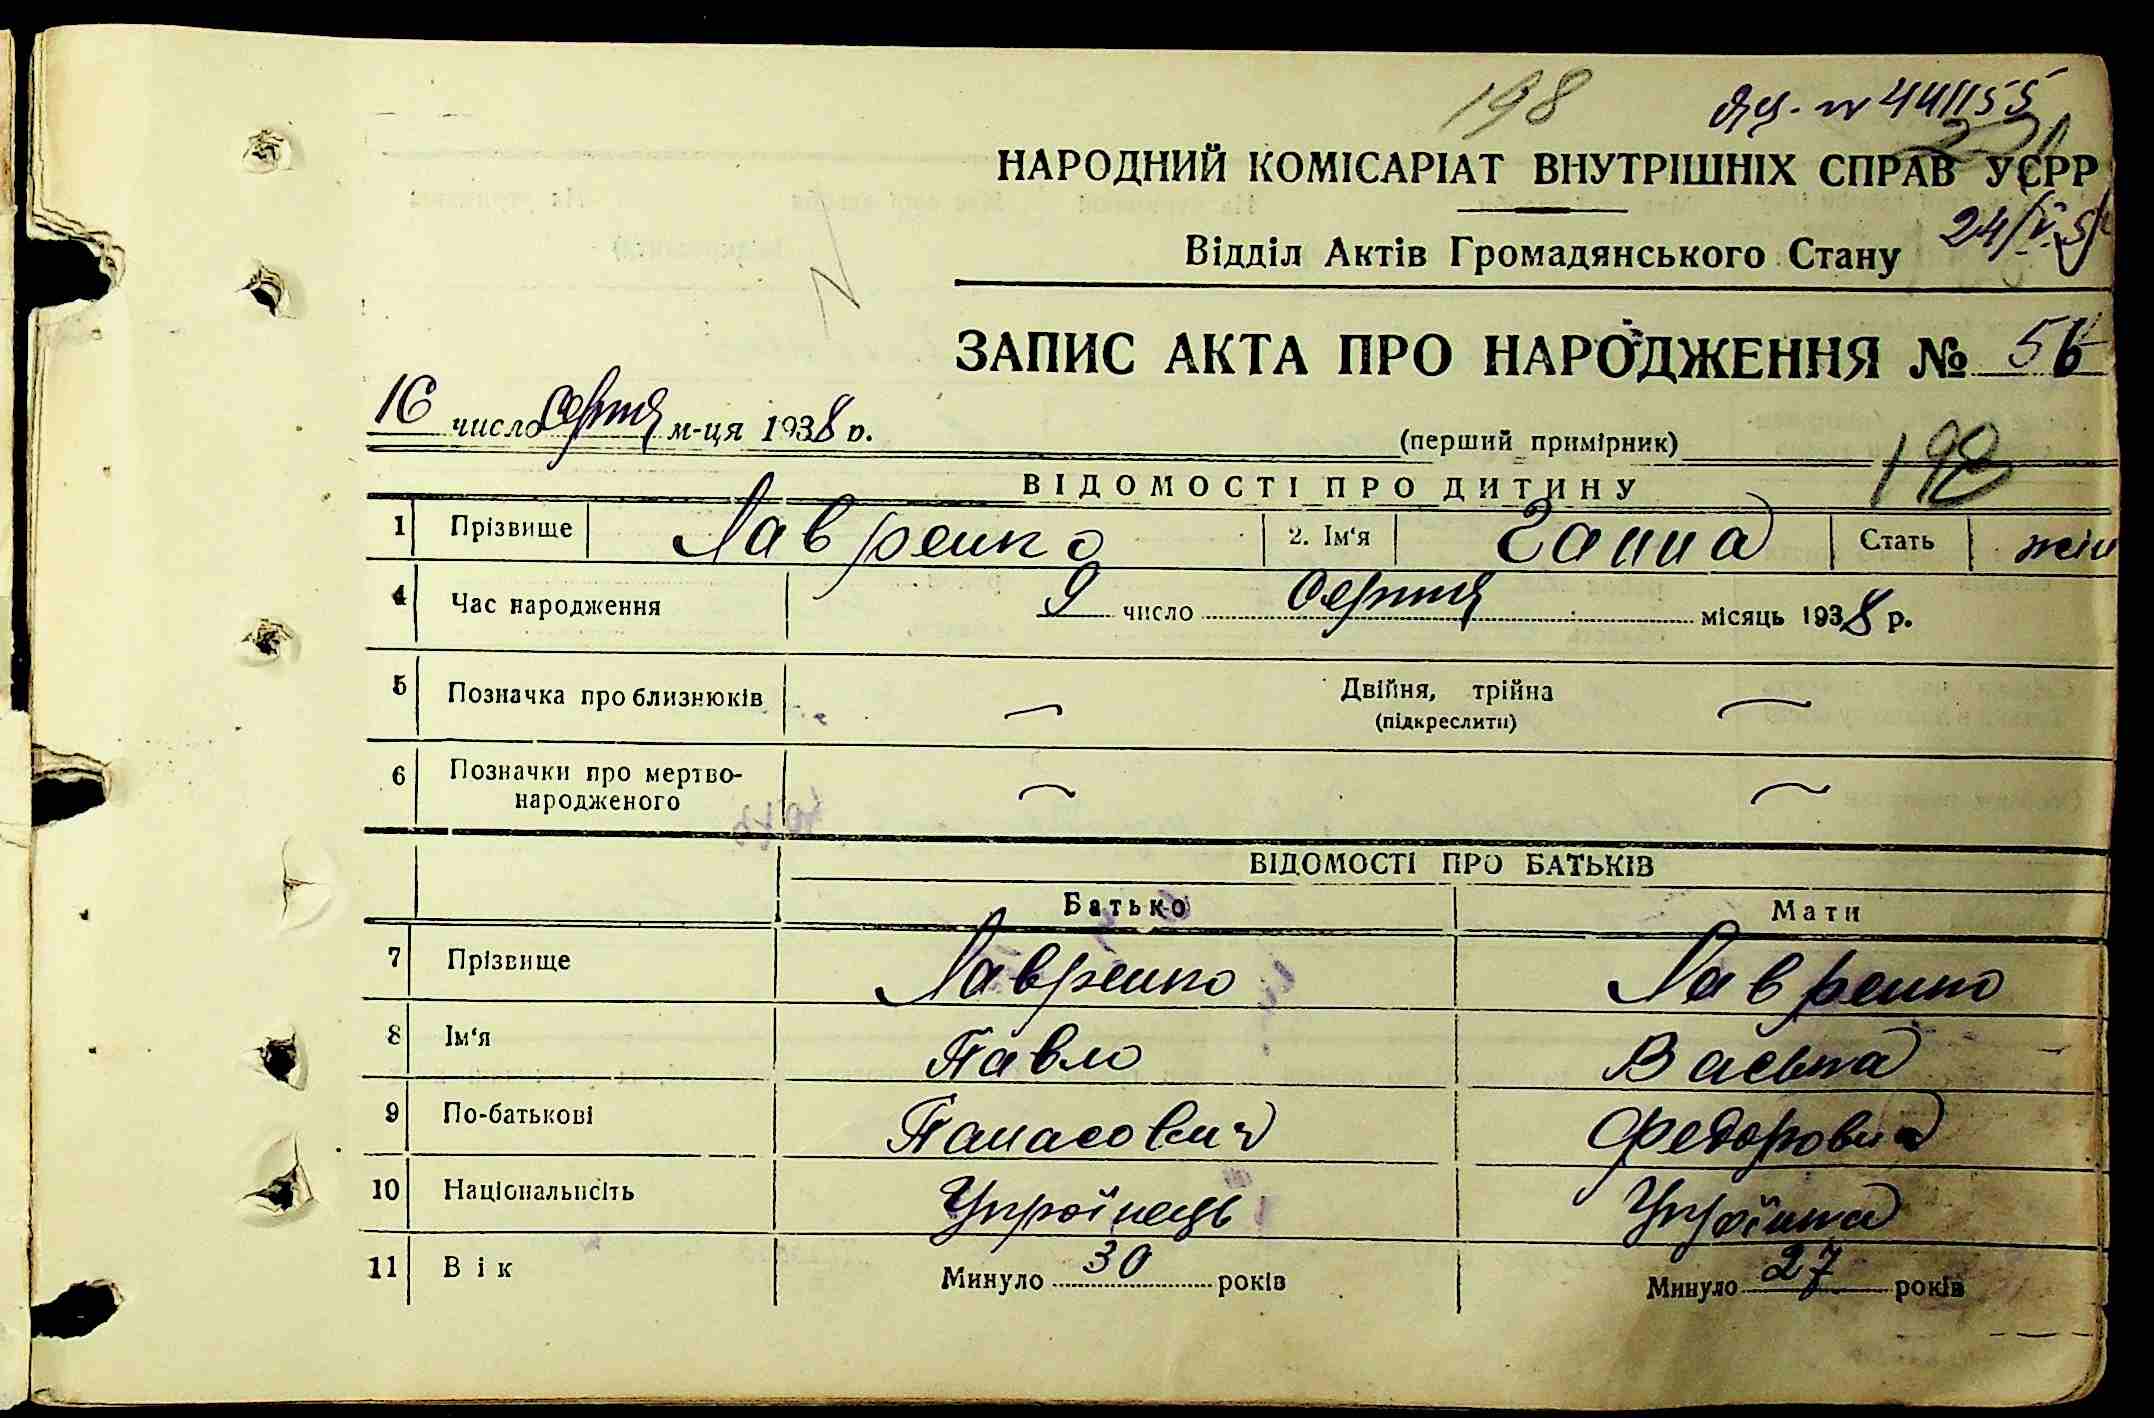 198
НАРОДНИЙ КОМІСАРІАТ ВНУТРІШНІХ СПРАВ УСРР
Відділ Актів Громадянського Стану
ЗАПИС АКТА ПРО НАРОДЖЕННЯ № 56
16 число серпня м-ця 1938 р.
(перший примірник)
198
ВІДОМОСТІ ПРО ДИТИНУ
1 Прізвище Лавренко 2. Ім'я Ганна Стать жін
4 Час народження 9 число серпня місяць 1938 р.
5 Позначка про близнюків — Двійня, трійна —
(підкреслити)
6 Позначки про мертво-
народженого — —
ВІДОМОСТІ ПРО БАТЬКІВ
Батько Мати
7 Прізвище Лавренко Лавренко
8 Ім'я Павло Васька
9 По-батькові Панасович Федоровна
10 Національність Українець Українка
11 Вік Минуло 30 років Минуло 27 років